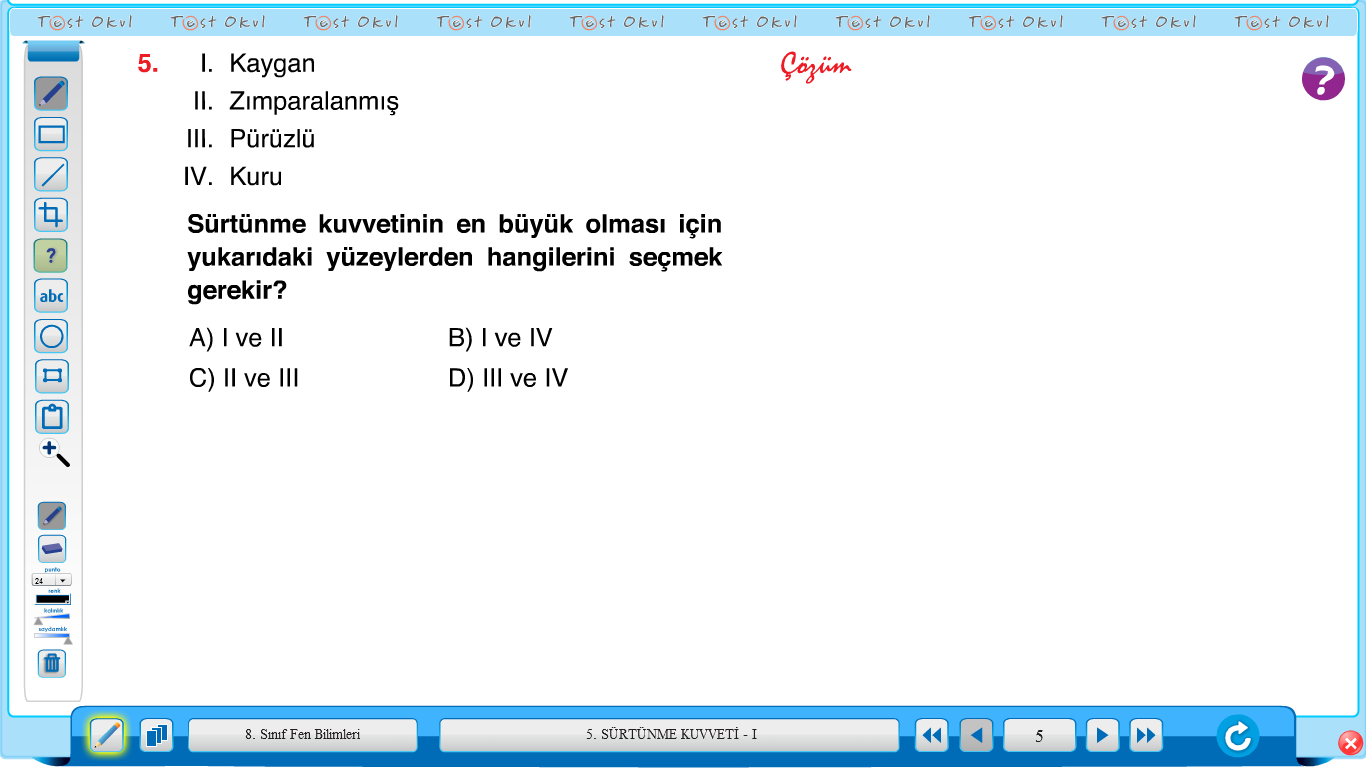 Test Okul Test Okul Test Okul Test Okul Test Okul Test Okul Test Okul Test Okul Test Okul Test Okul
5. I. Kaygan
II. Zımparalanmış
III. Pürüzlü
IV. Kuru
Sürtünme kuvvetinin en büyük olması için
yukarıdaki yüzeylerden hangilerini seçmek
gerekir?
A) I ve II B) I ve IV
C) II ve III D) III ve IV
Çözüm
?
?
abc
punto
24
renk
kalınlık
saydamlık
8. Sınıf Fen Bilimleri
5. SÜRTÜNME KUVVETİ - I
5